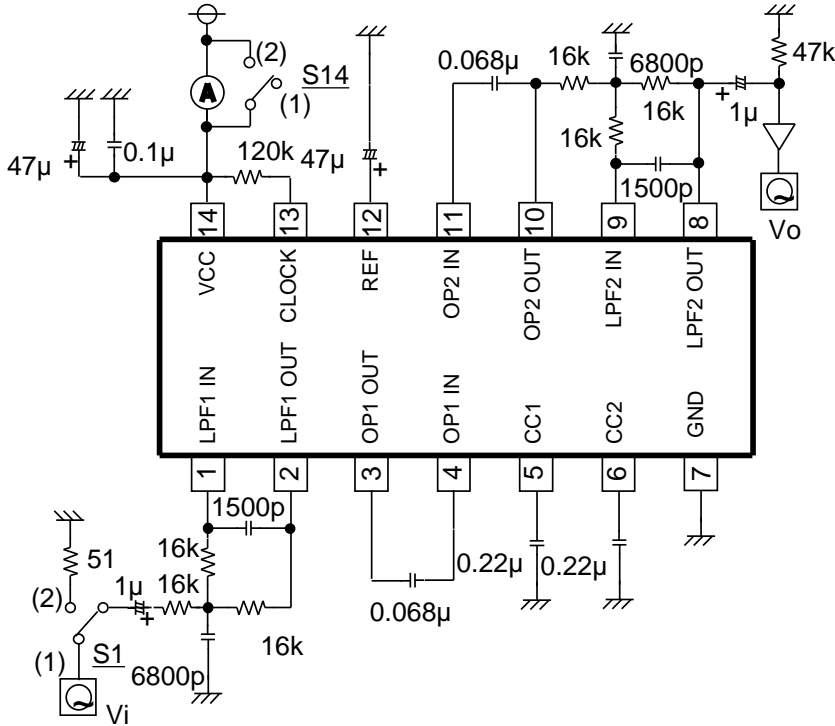 (2)
S14
(1)
A
47µ
0.1µ
120k
47µ
0.068µ
16k
6800p
16k
16k
1µ
47k
1500p
Vo
14
13
12
11
10
9
8
VCC
CLOCK
REF
OP2 IN
OP2 OUT
LPF2 IN
LPF2 OUT
LPF1 IN
LPF1 OUT
OP1 OUT
OP1 IN
CC1
CC2
GND
1
2
3
4
5
6
7
1500p
16k
51
1µ
16k
(2)
16k
(1)
S1
6800p
Vi
0.068µ
0.22µ
0.22µ